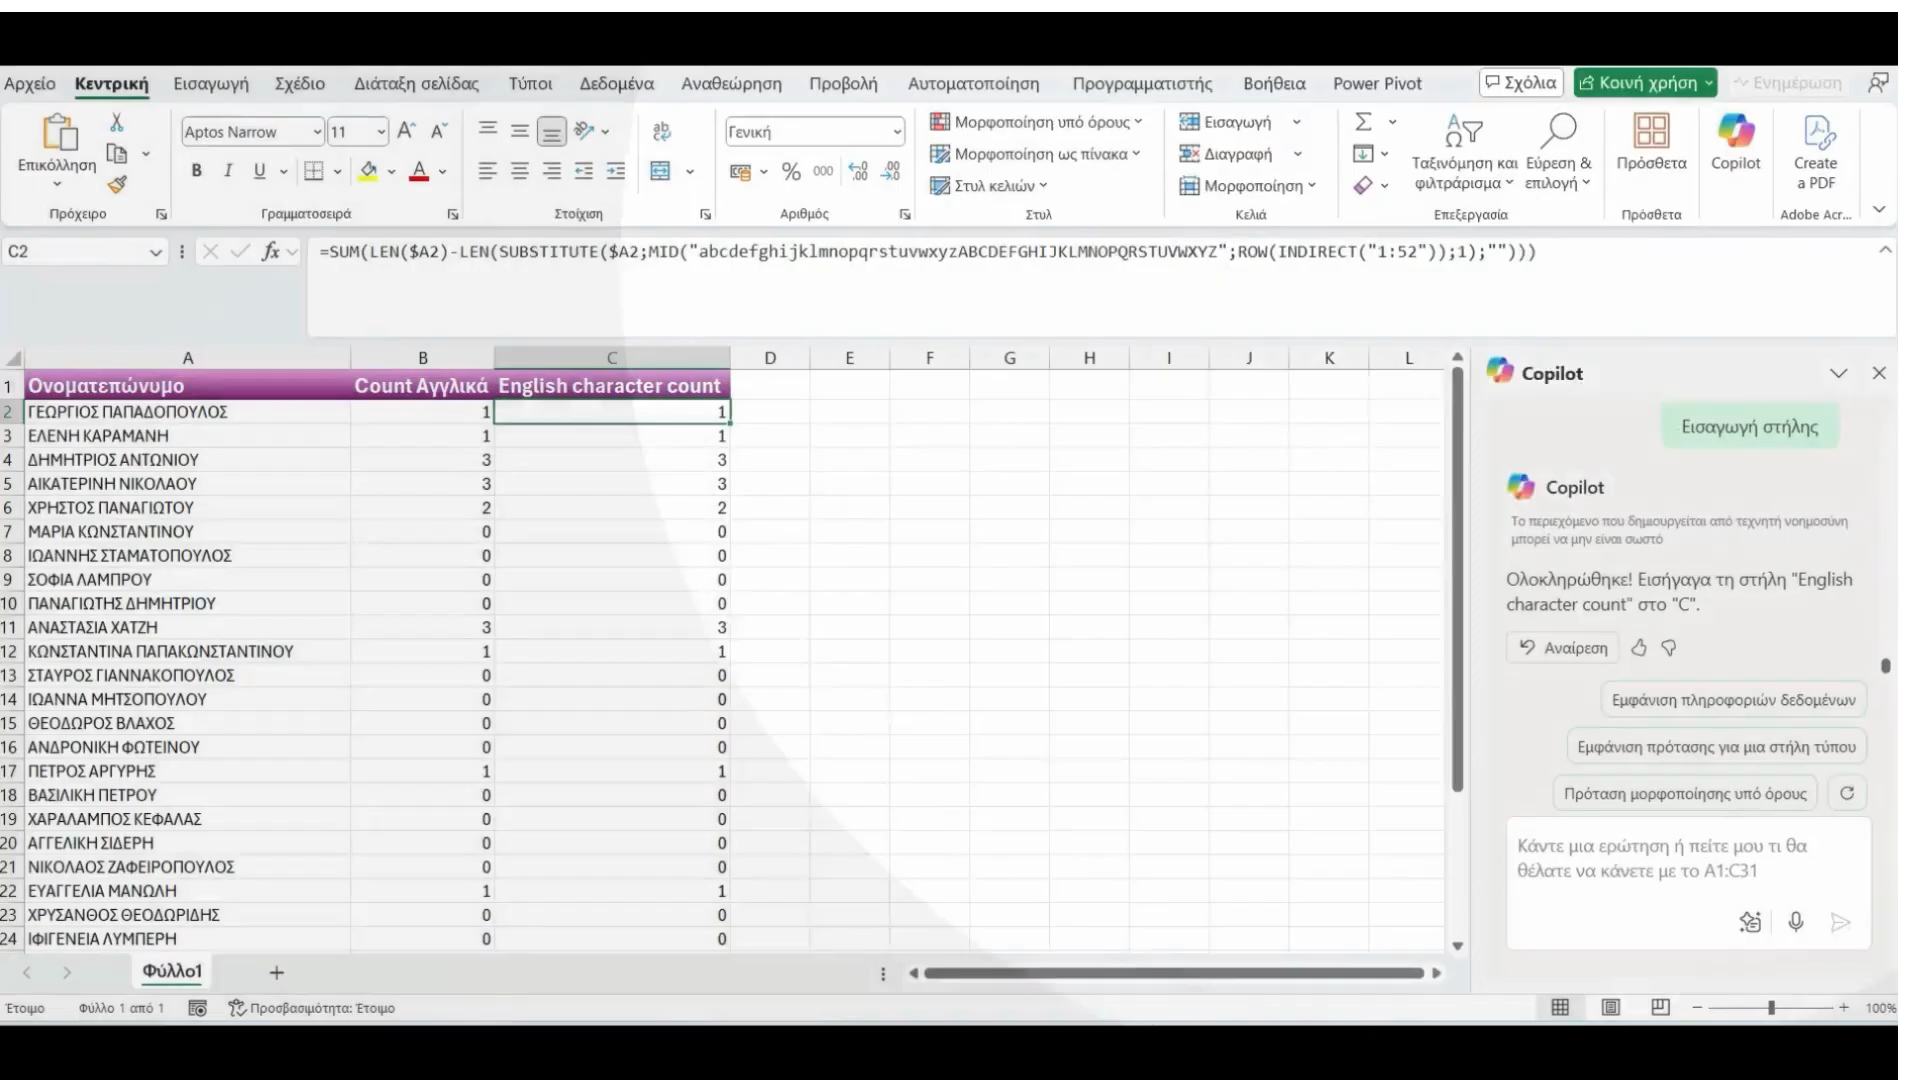 Αρχείο Κεντρική Εισαγωγή Σχέδιο Διάταξη σελίδας Τύποι Δεδομένα Αναθεώρηση Προβολή Αυτοματοποίηση Προγραμματιστής Βοήθεια Power Pivot Σχόλια Κοινή χρήση Ενημέρωση
Aptos Narrow 11 Γενική Μορφοποίηση υπό όρους Εισαγωγή
Επικόλληση Μορφοποίηση ως πίνακα Διαγραφή Ταξινόμηση και φιλτράρισμα Εύρεση & επιλογή Πρόσθετα Copilot Create a PDF
B I U % 000 Στυλ κελιών Μορφοποίηση
Πρόχειρο Γραμματοσειρά Στοίχιση Αριθμός Στυλ Κελιά Επεξεργασία Πρόσθετα Adobe Acr...
C2 fx =SUM(LEN($A2)-LEN(SUBSTITUTE($A2;MID("abcdefghijklmnopqrstuvwxyzABCDEFGHIJKLMNOPQRSTUVWXYZ";ROW(INDIRECT("1:52"));1);"")))
A B C D E F G H I J K L
1 Ονοματεπώνυμο Count Αγγλικά English character count
2 ΓΕΩΡΓΙΟΣ ΠΑΠΑΔΟΠΟΥΛΟΣ 1 1
3 ΕΛΕΝΗ ΚΑΡΑΜΑΝΗ 1 1
4 ΔΗΜΗΤΡΙΟΣ ΑΝΤΩΝΙΟΥ 3 3
5 ΑΙΚΑΤΕΡΙΝΗ ΝΙΚΟΛΑΟΥ 3 3
6 ΧΡΗΣΤΟΣ ΠΑΝΑΓΙΩΤΟΥ 2 2
7 ΜΑΡΙΑ ΚΩΝΣΤΑΝΤΙΝΟΥ 0 0
8 ΙΩΑΝΝΗΣ ΣΤΑΜΑΤΟΠΟΥΛΟΣ 0 0
9 ΣΟΦΙΑ ΛΑΜΠΡΟΥ 0 0
10 ΠΑΝΑΓΙΩΤΗΣ ΔΗΜΗΤΡΙΟΥ 0 0
11 ΑΝΑΣΤΑΣΙΑ ΧΑΤΖΗ 3 3
12 ΚΩΝΣΤΑΝΤΙΝΑ ΠΑΠΑΚΩΝΣΤΑΝΤΙΝΟΥ 1 1
13 ΣΤΑΥΡΟΣ ΓΙΑΝΝΑΚΟΠΟΥΛΟΣ 0 0
14 ΙΩΑΝΝΑ ΜΗΤΣΟΠΟΥΛΟΥ 0 0
15 ΘΕΟΔΩΡΟΣ ΒΛΑΧΟΣ 0 0
16 ΑΝΔΡΟΝΙΚΗ ΦΩΤΕΙΝΟΥ 0 0
17 ΠΕΤΡΟΣ ΑΡΓΥΡΗΣ 1 1
18 ΒΑΣΙΛΙΚΗ ΠΕΤΡΟΥ 0 0
19 ΧΑΡΑΛΑΜΠΟΣ ΚΕΦΑΛΑΣ 0 0
20 ΑΓΓΕΛΙΚΗ ΣΙΔΕΡΗ 0 0
21 ΝΙΚΟΛΑΟΣ ΖΑΦΕΙΡΟΠΟΥΛΟΣ 0 0
22 ΕΥΑΓΓΕΛΙΑ ΜΑΝΩΛΗ 1 1
23 ΧΡΥΣΑΝΘΟΣ ΘΕΟΔΩΡΙΔΗΣ 0 0
24 ΙΦΙΓΕΝΕΙΑ ΛΥΜΠΕΡΗ 0 0
Copilot
Εισαγωγή στήλης
Copilot
Το περιεχόμενο που δημιουργείται από τεχνητή νοημοσύνη
μπορεί να μην είναι σωστό
Ολοκληρώθηκε! Εισήγαγα τη στήλη "English
character count" στο "C".
Αναίρεση
Εμφάνιση πληροφοριών δεδομένων
Εμφάνιση πρότασης για μια στήλη τύπου
Πρόταση μορφοποίησης υπό όρους
Κάντε μια ερώτηση ή πείτε μου τι θα
θέλατε να κάνετε με το A1:C31
Φύλλο1
Έτοιμο Φύλλο 1 από 1 Προσβασιμότητα: Έτοιμο 100%